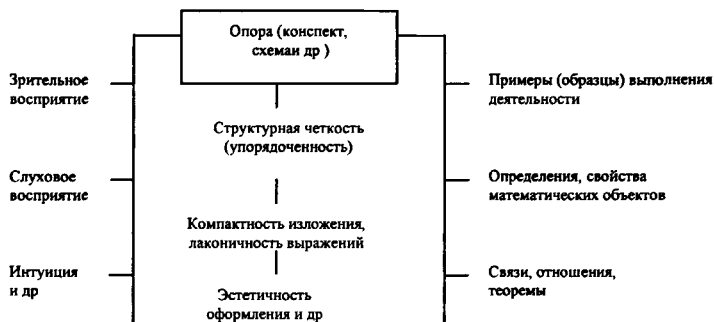 Опора (конспект,
схемаи др )
Зрительное
восприятие
Примеры (образцы) выполнения
деятельности
Структурная четкость
(упорядоченность)
Слуховое
восприятие
Определения, свойства
математических объектов
Компактность изложения,
лаконичность выражений
Интуиция
и др
Связи, отношения,
теоремы
Эстетичность
оформления и др